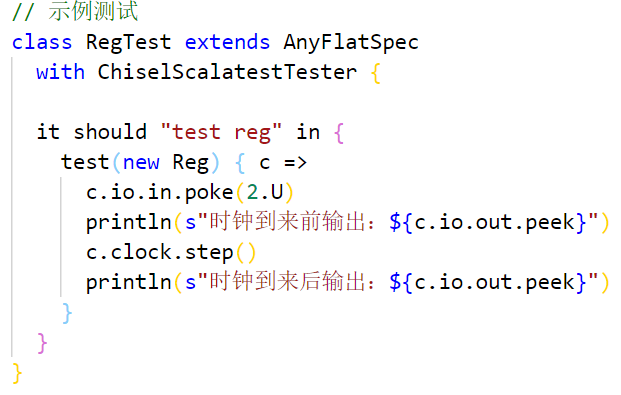 // 示例测试
class RegTest extends AnyFlatSpec
  with ChiselScalatestTester {
  it should "test reg" in {
    test(new Reg) { c =>
      c.io.in.poke(2.U)
      println(s"时钟到来前输出：${c.io.out.peek}")
      c.clock.step()
      println(s"时钟到来后输出：${c.io.out.peek}")
    }
  }
}